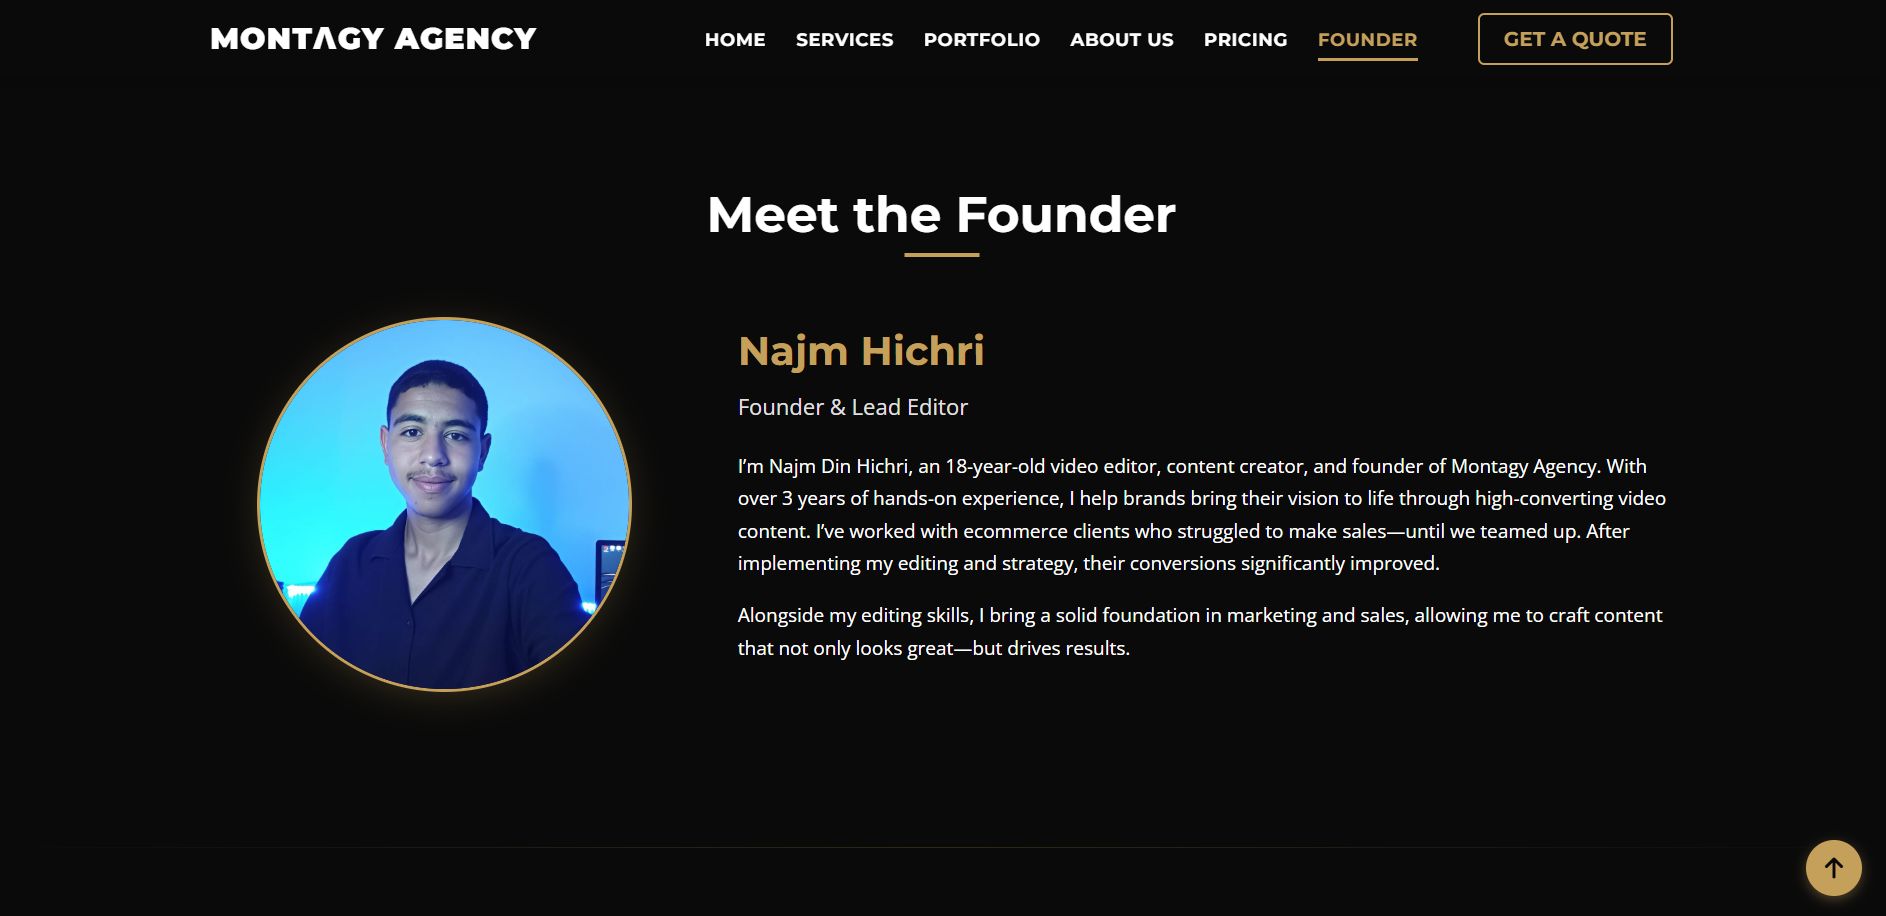 MONTΛGY AGENCY
HOME SERVICES PORTFOLIO ABOUT US PRICING FOUNDER GET A QUOTE
Meet the Founder
Najm Hichri
Founder & Lead Editor
I’m Najm Din Hichri, an 18-year-old video editor, content creator, and founder of Montagy Agency. With
over 3 years of hands-on experience, I help brands bring their vision to life through high-converting video
content. I’ve worked with ecommerce clients who struggled to make sales—until we teamed up. After
implementing my editing and strategy, their conversions significantly improved.
Alongside my editing skills, I bring a solid foundation in marketing and sales, allowing me to craft content
that not only looks great—but drives results.